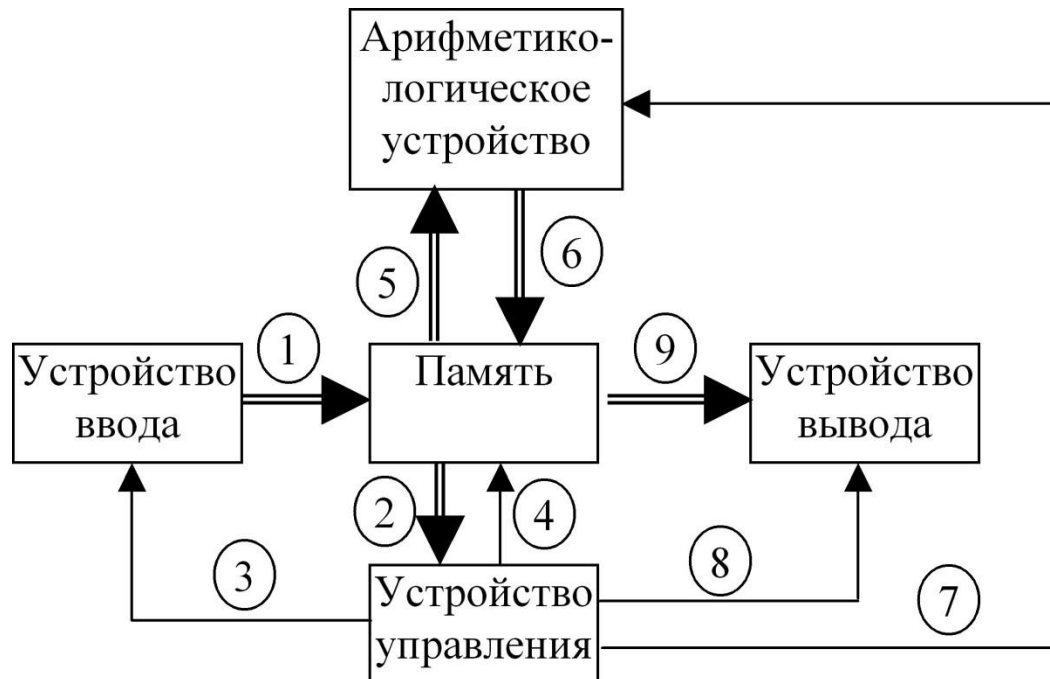 Арифметико-
логическое
устройство
5
6
1
9
Устройство
ввода
Память
Устройство
вывода
2
4
3
8
7
Устройство
управления